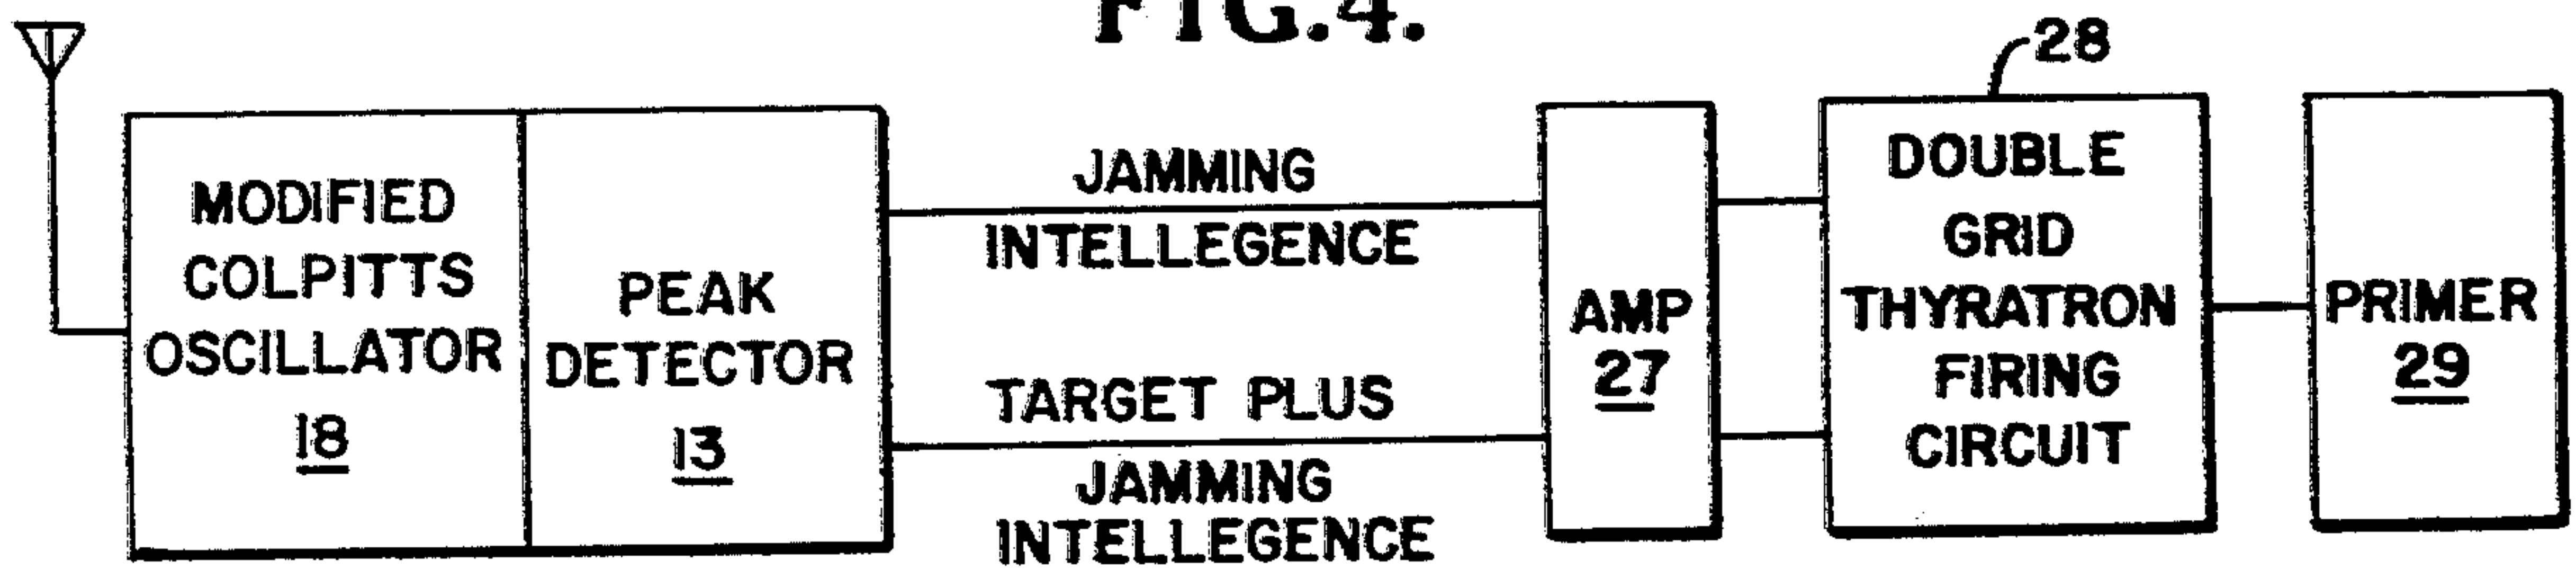 FIG.4.
28
MODIFIED
COLPITTS
OSCILLATOR
18
PEAK
DETECTOR
13
JAMMING
INTELLEGENCE
TARGET PLUS
JAMMING
INTELLEGENCE
AMP
27
DOUBLE
GRID
THYRATRON
FIRING
CIRCUIT
PRIMER
29